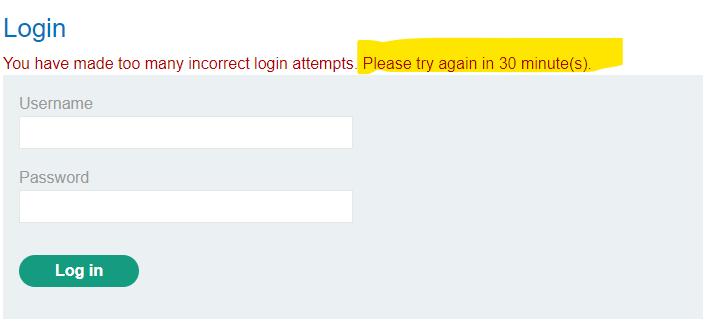 Login
You have made too many incorrect login attempts. Please try again in 30 minute(s).
Username
Password
Log in